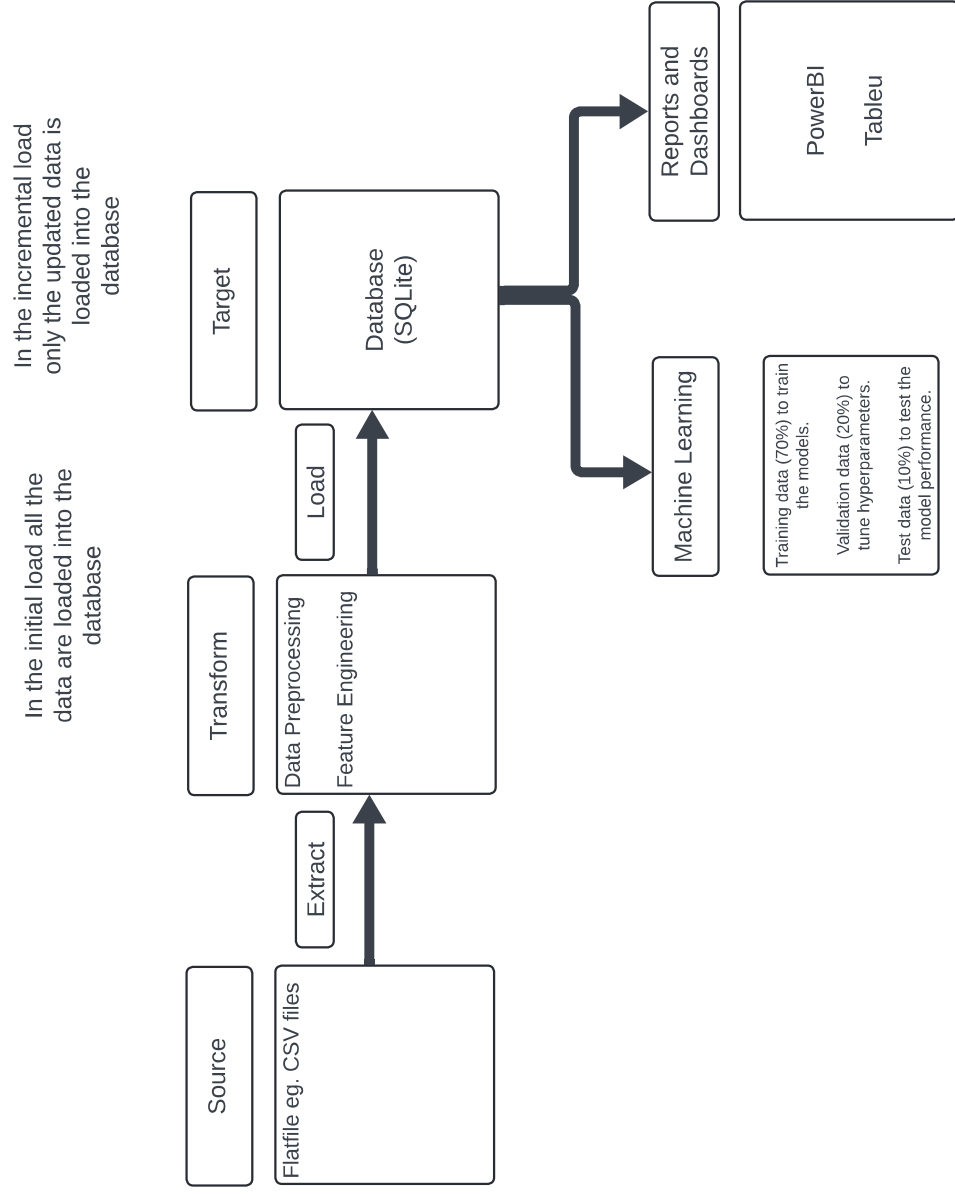 In the initial load all the
data are loaded into the
database
In the incremental load
only the updated data is
loaded into the
database
Source
Transform
Target
Flatfile eg. CSV files
Extract
Data Preprocessing
Feature Engineering
Load
Database
(SQLite)
Machine Learning
Training data (70%) to train
the models.
Validation data (20%) to
tune hyperparameters.
Test data (10%) to test the
model performance.
Reports and
Dashboards
PowerBI
Tableu